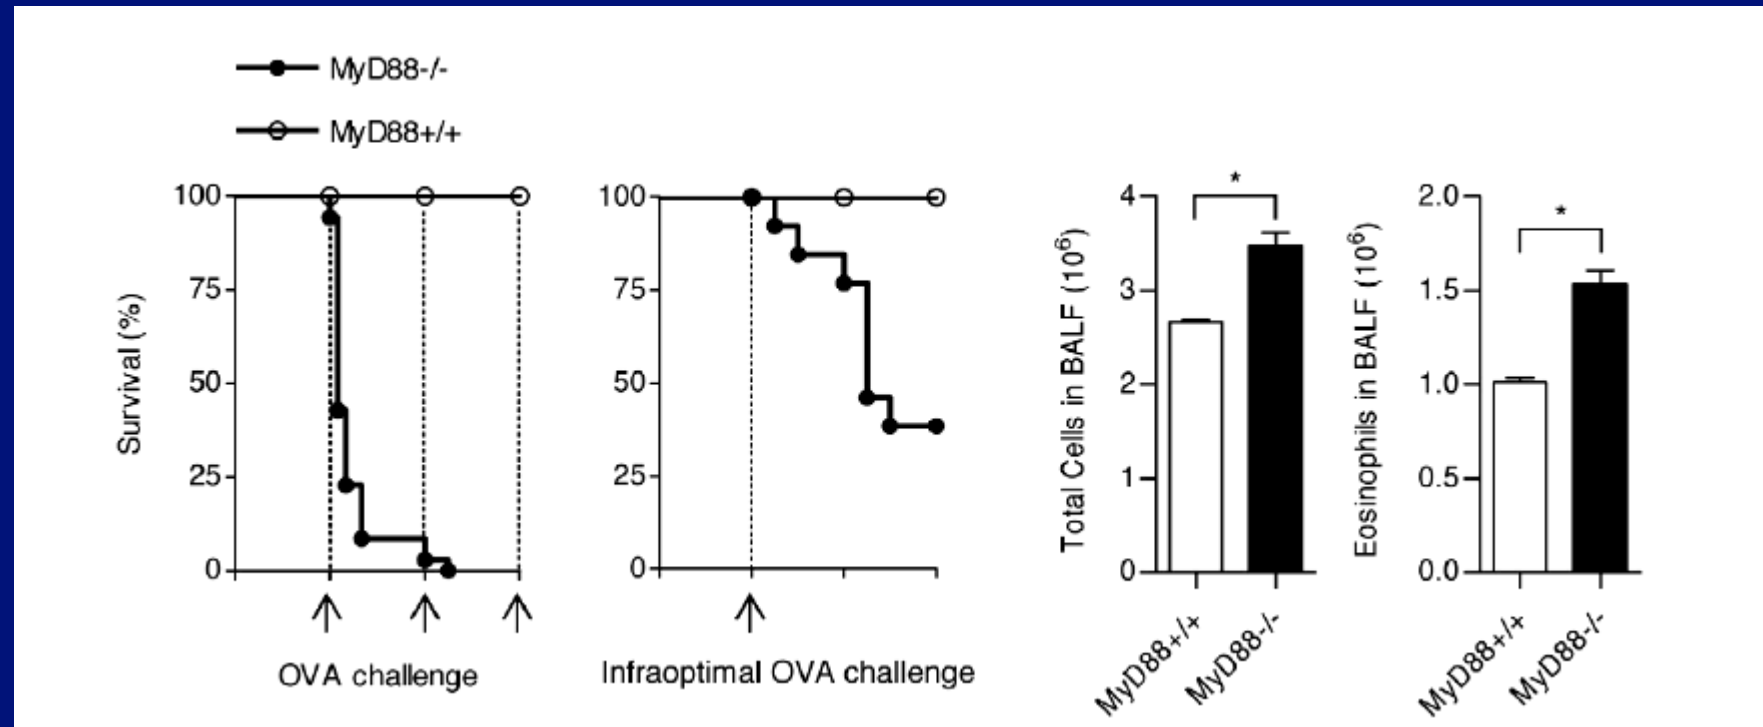 MyD88-/-
MyD88+/+
Survival (%)
100
75
50
25
0
OVA challenge
100
75
50
25
0
Infraoptimal OVA challenge
Total Cells in BALF (10⁶)
4
3
2
1
0
*
MyD88+/+
MyD88-/-
Eosinophils in BALF (10⁶)
2.0
1.5
1.0
0.5
0.0
*
MyD88+/+
MyD88-/-